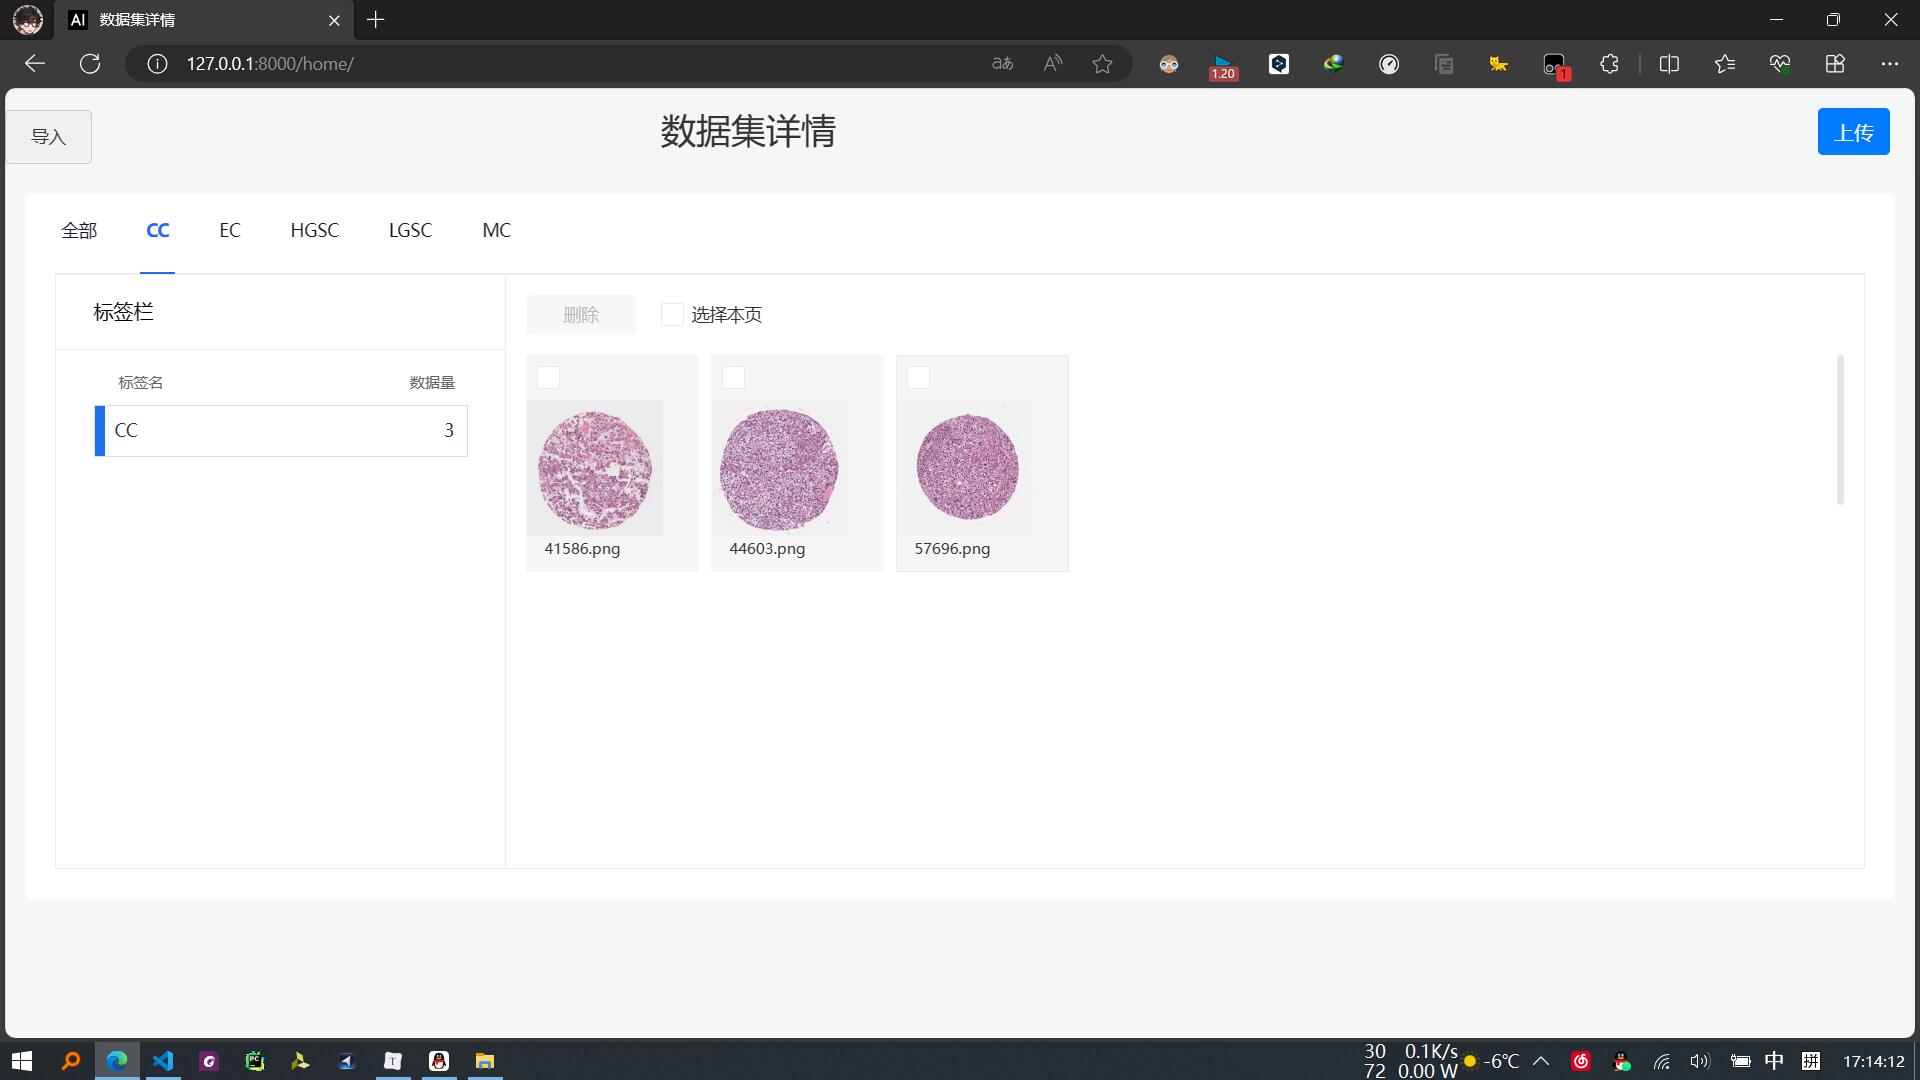 AI 数据集详情
127.0.0.1:8000/home/
aあ
1.20
1
导入
数据集详情
上传
全部 CC EC HGSC LGSC MC
标签栏
删除 选择本页
标签名 数据量
CC 3
41586.png 44603.png 57696.png
30 0.1K/s
72 0.00 W
-6℃
中
拼
17:14:12